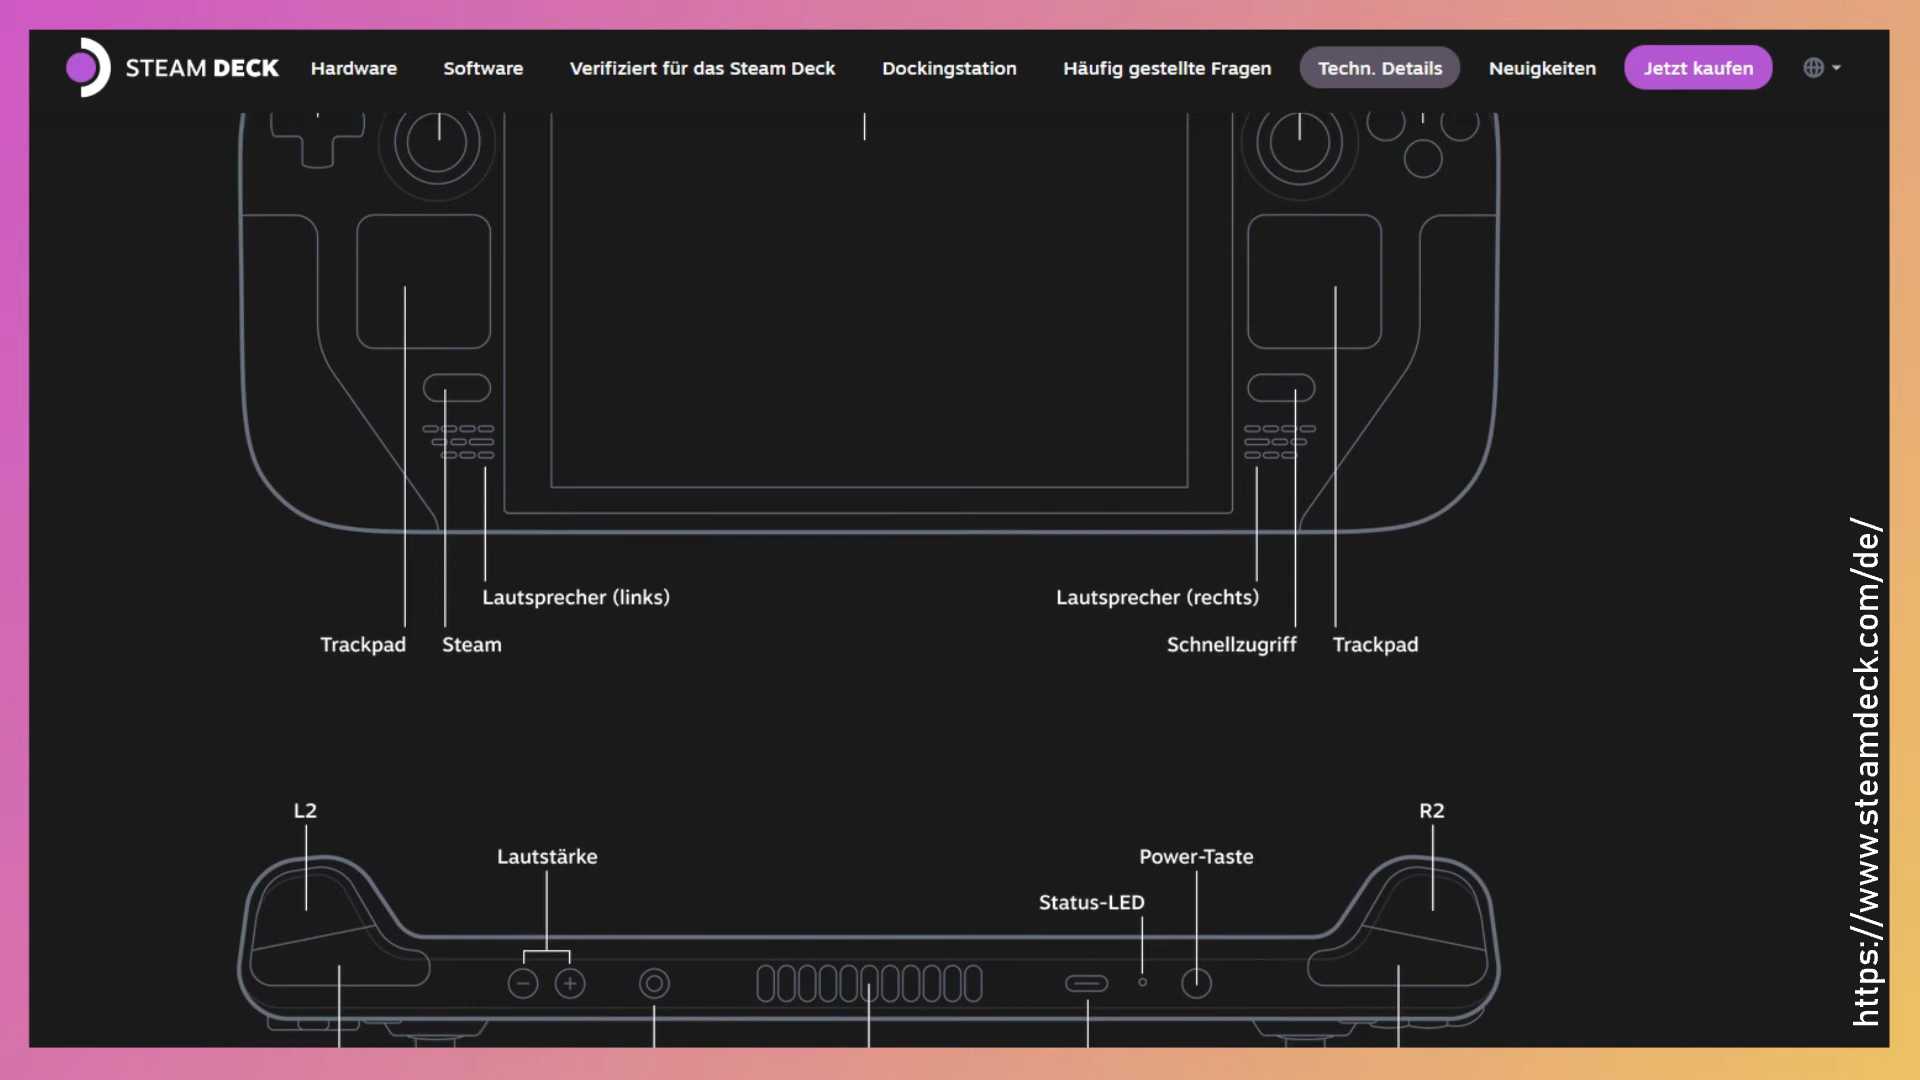 STEAM DECK Hardware Software Verifiziert für das Steam Deck Dockingstation Häufig gestellte Fragen Techn. Details Neuigkeiten Jetzt kaufen
Lautsprecher (links) Lautsprecher (rechts)
Trackpad Steam Schnellzugriff Trackpad
L2 R2
Lautstärke Power-Taste
Status-LED
https://www.steamdeck.com/de/